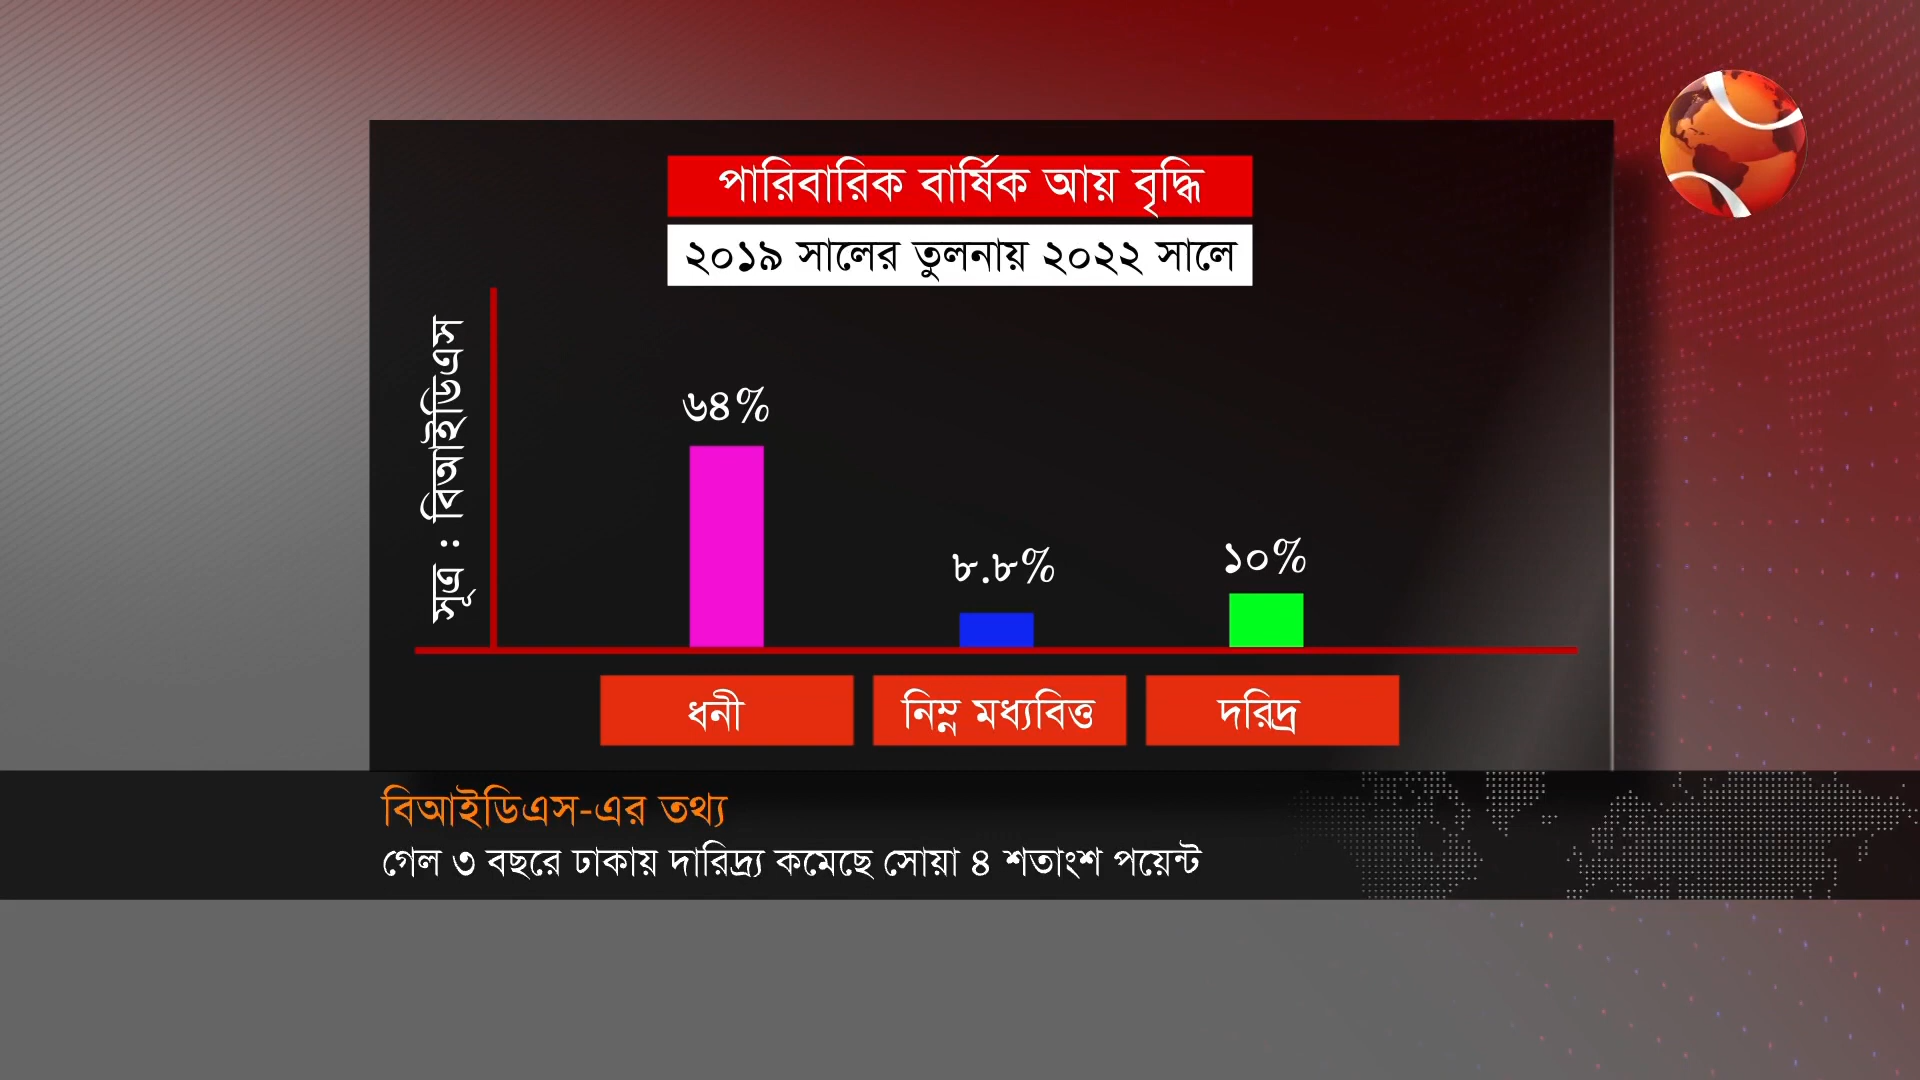 পারিবারিক বার্ষিক আয় বৃদ্ধি
২০১৯ সালের তুলনায় ২০২২ সালে
সূত্র : বিআইডিএস
৬৪%
৮.৮%
১০%
ধনী
নিম্ন মধ্যবিত্ত
দরিদ্র
বিআইডিএস-এর তথ্য
গেল ৩ বছরে ঢাকায় দারিদ্র্য কমেছে সোয়া ৪ শতাংশ পয়েন্ট